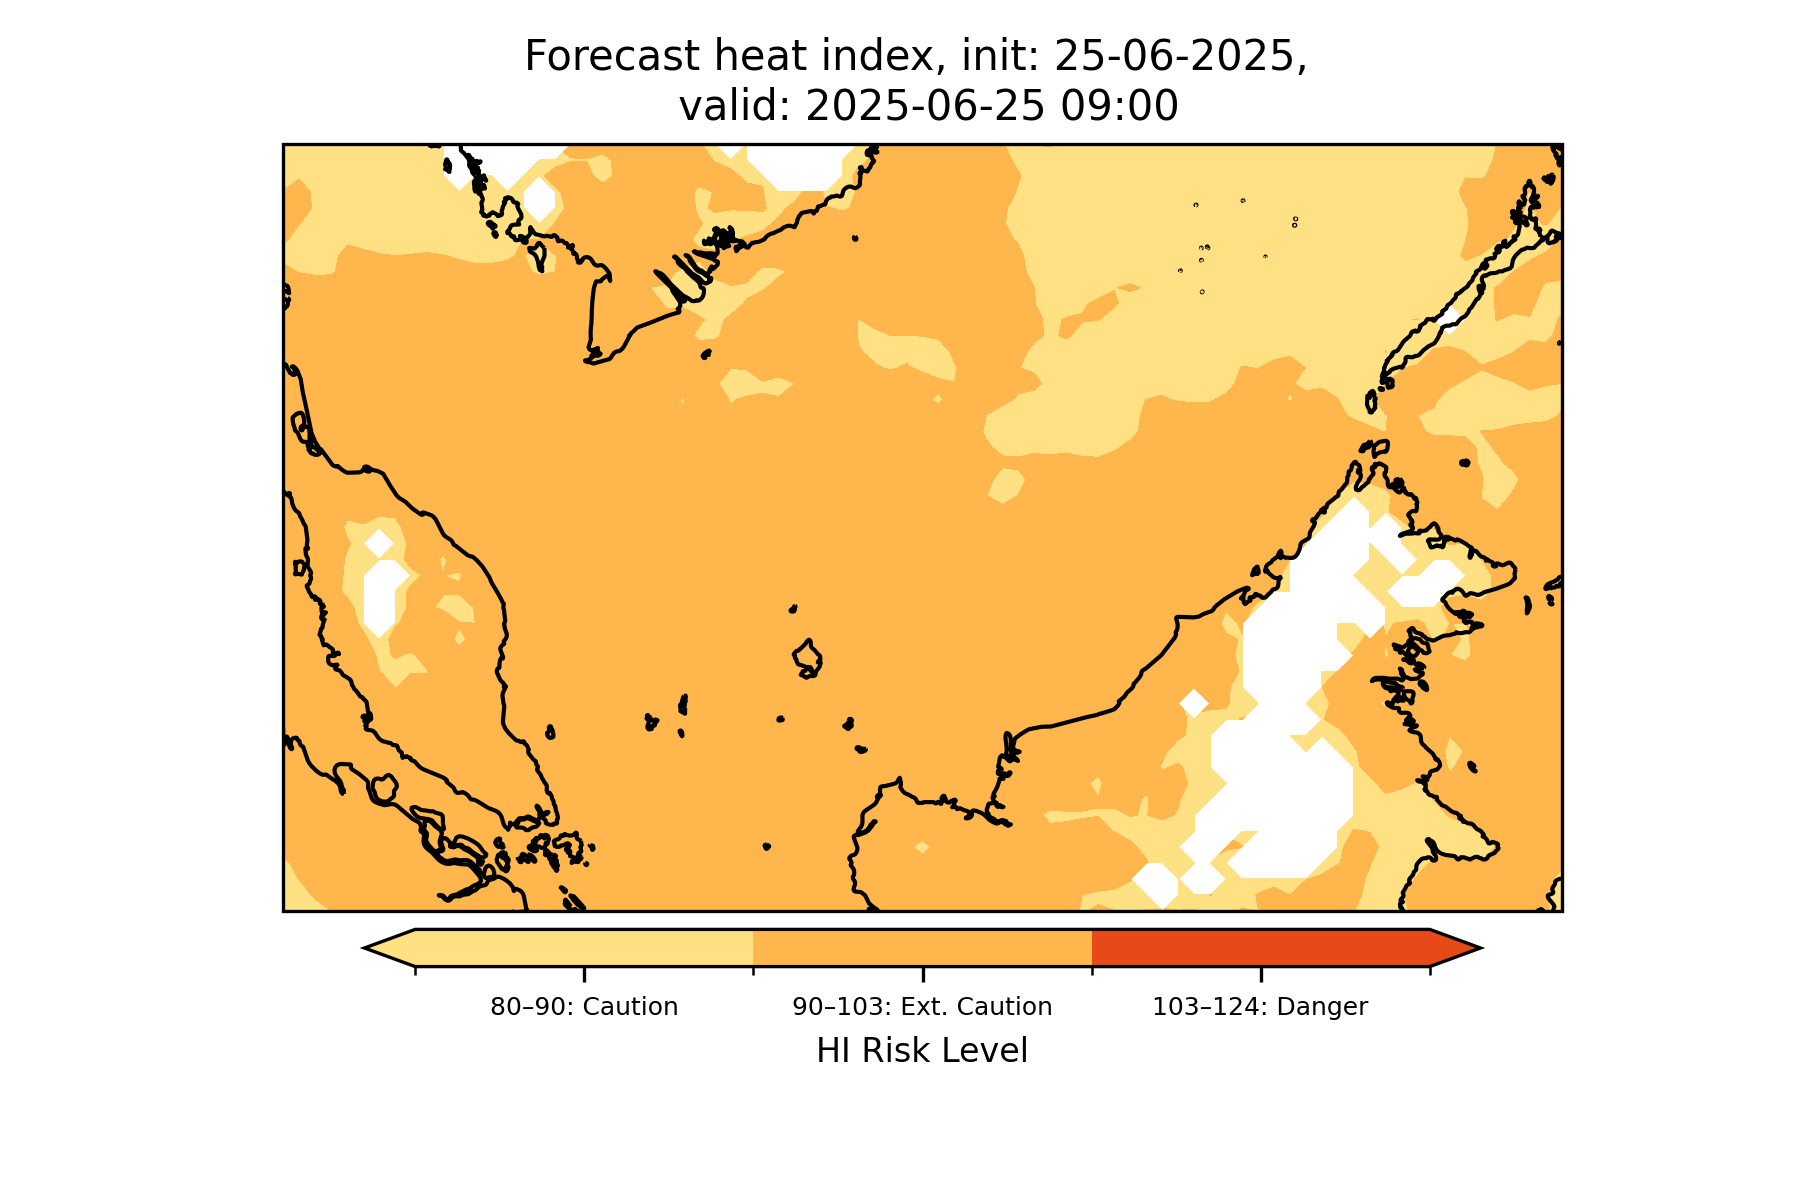 Forecast heat index, init: 25-06-2025,
valid: 2025-06-25 09:00
80–90: Caution
90–103: Ext. Caution
103–124: Danger
HI Risk Level